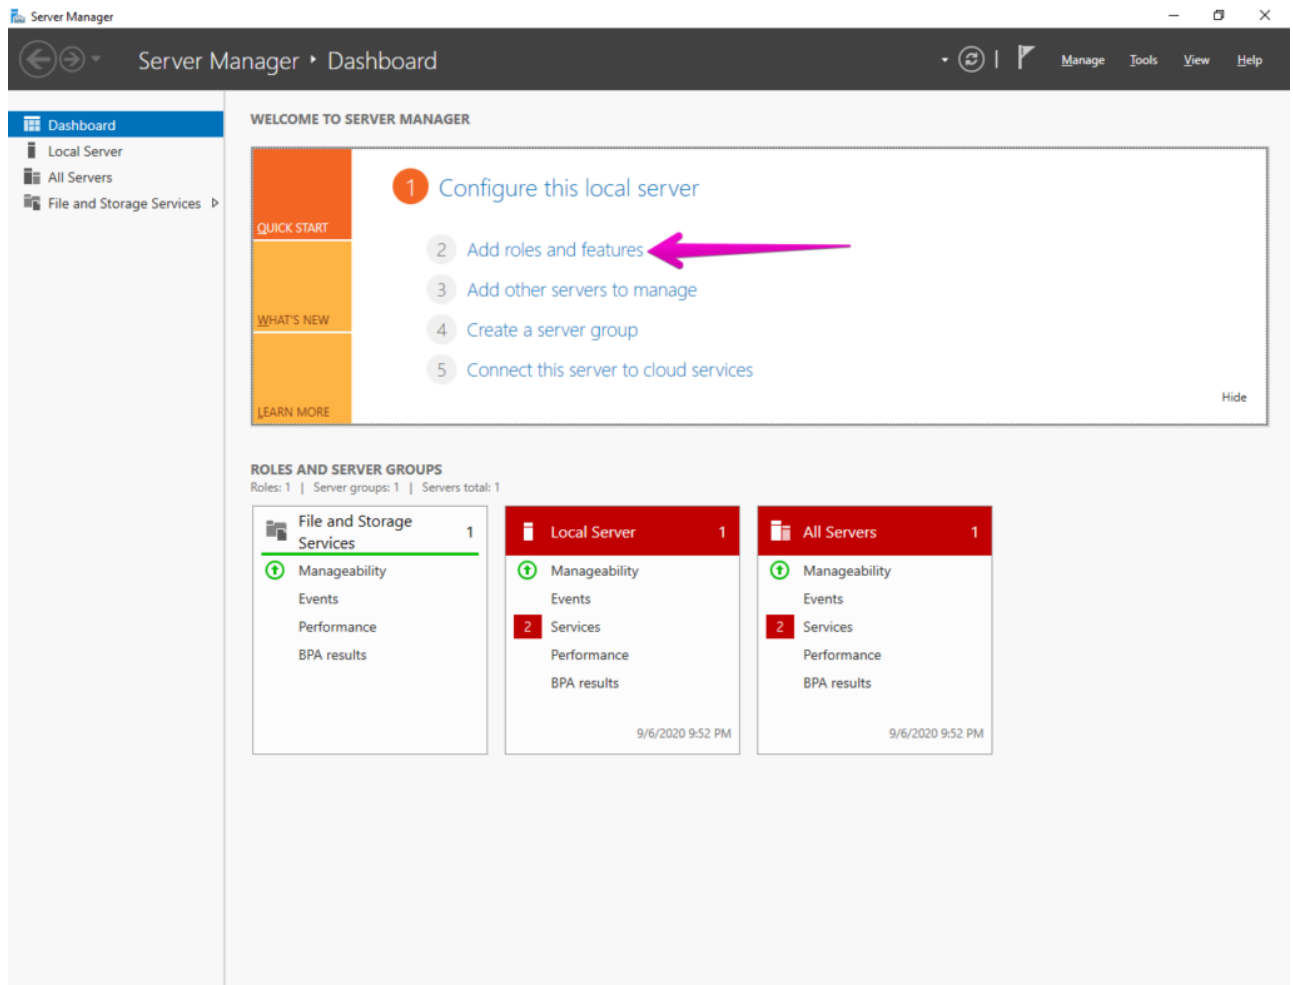 Server Manager
Server Manager ‣ Dashboard
Manage Tools View Help
Dashboard
Local Server
All Servers
File and Storage Services
WELCOME TO SERVER MANAGER
QUICK START
WHAT'S NEW
LEARN MORE
1 Configure this local server
2 Add roles and features
3 Add other servers to manage
4 Create a server group
5 Connect this server to cloud services
Hide
ROLES AND SERVER GROUPS
Roles: 1 | Server groups: 1 | Servers total: 1
File and Storage Services 1
Manageability
Events
Performance
BPA results
Local Server 1
Manageability
Events
2 Services
Performance
BPA results
9/6/2020 9:52 PM
All Servers 1
Manageability
Events
2 Services
Performance
BPA results
9/6/2020 9:52 PM